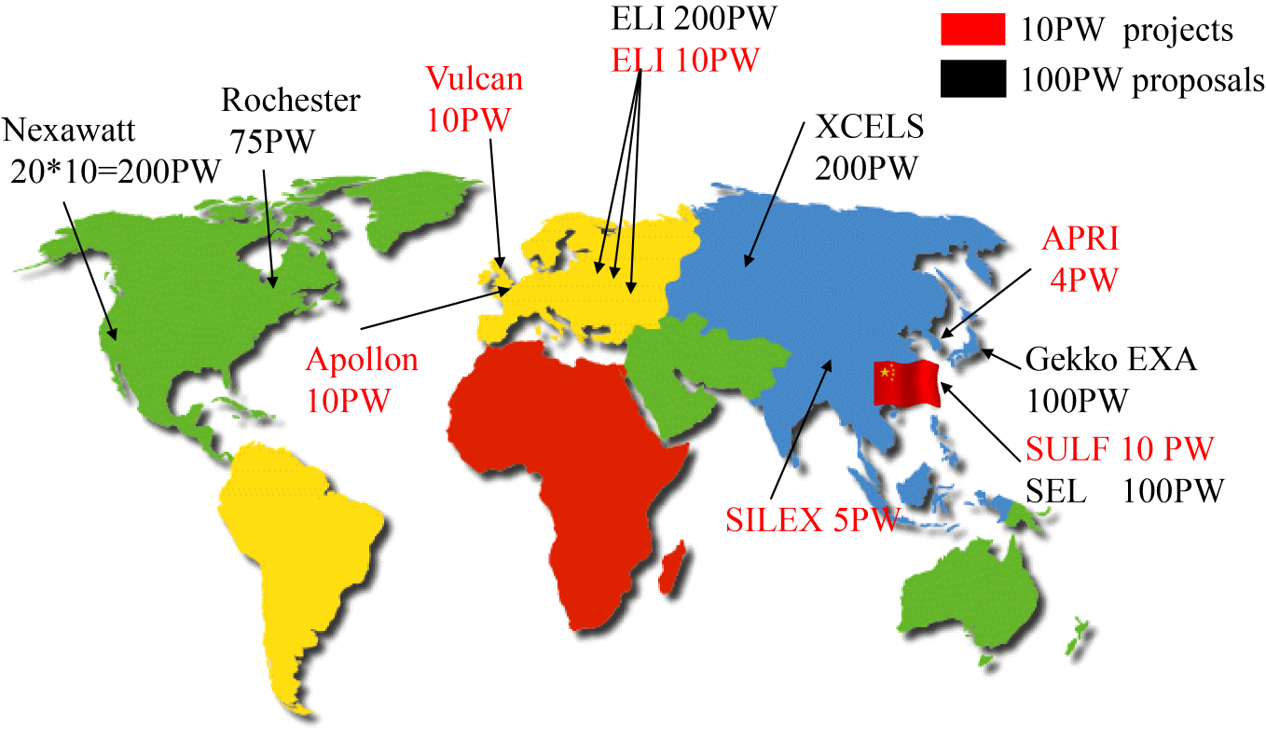 ELI 200PW
ELI 10PW
10PW projects
100PW proposals
Vulcan
10PW
Rochester
75PW
Nexawatt
20*10=200PW
XCELS
200PW
APRI
4PW
Apollon
10PW
Gekko EXA
100PW
SULF 10 PW
SEL 100PW
SILEX 5PW